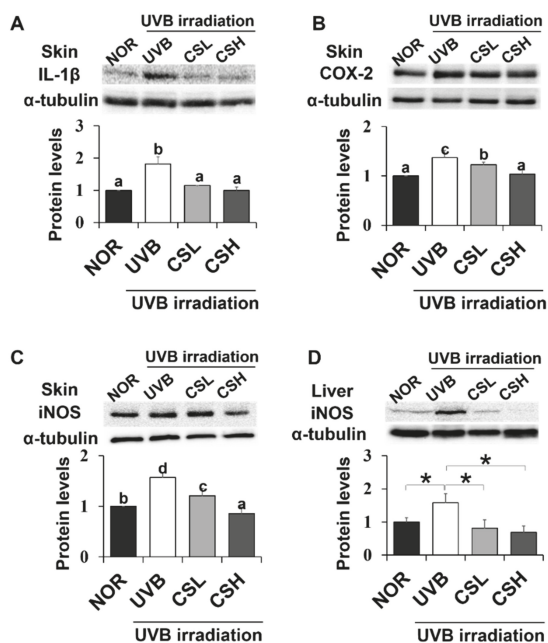 A
UVB irradiation
Skin
NOR UVB CSL CSH
IL-1β
α-tubulin
Protein levels
2
1
0
a b a a
NOR UVB CSL CSH
UVB irradiation
B
UVB irradiation
Skin
NOR UVB CSL CSH
COX-2
α-tubulin
Protein levels
2
1
0
a c b a
NOR UVB CSL CSH
UVB irradiation
C
UVB irradiation
Skin
NOR UVB CSL CSH
iNOS
α-tubulin
Protein levels
2
1
0
b d c a
NOR UVB CSL CSH
UVB irradiation
D
UVB irradiation
Liver
NOR UVB CSL CSH
iNOS
α-tubulin
Protein levels
3
2
1
0
*
* *
NOR UVB CSL CSH
UVB irradiation